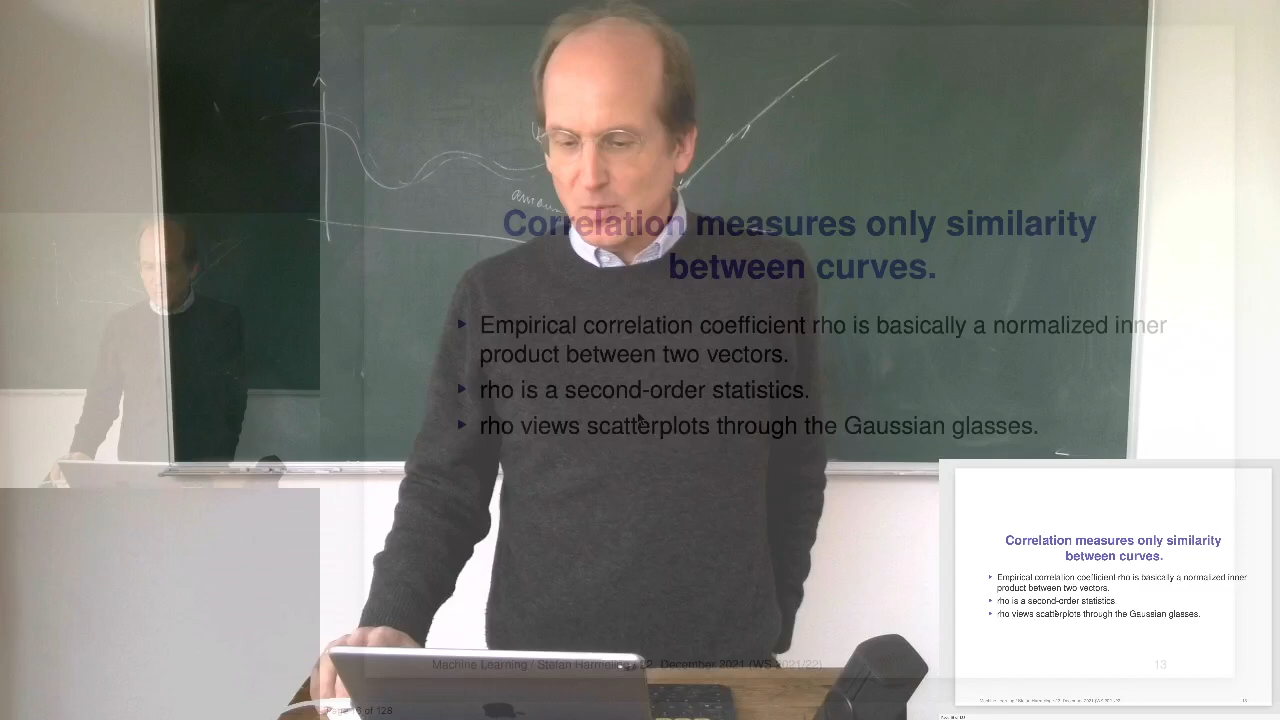 Correlation measures only similarity
between curves.
Empirical correlation coefficient rho is basically a normalized inner
product between two vectors.
rho is a second-order statistics.
rho views scatterplots through the Gaussian glasses.
Machine Learning / Stefan Harmeling / 12. December 2021 (WS 2021/22)
13
of 128
Correlation measures only similarity
between curves.
Empirical correlation coefficient rho is basically a normalized inner
product between two vectors.
rho is a second-order statistics
rho views scatterplots through the Gaussian glasses.